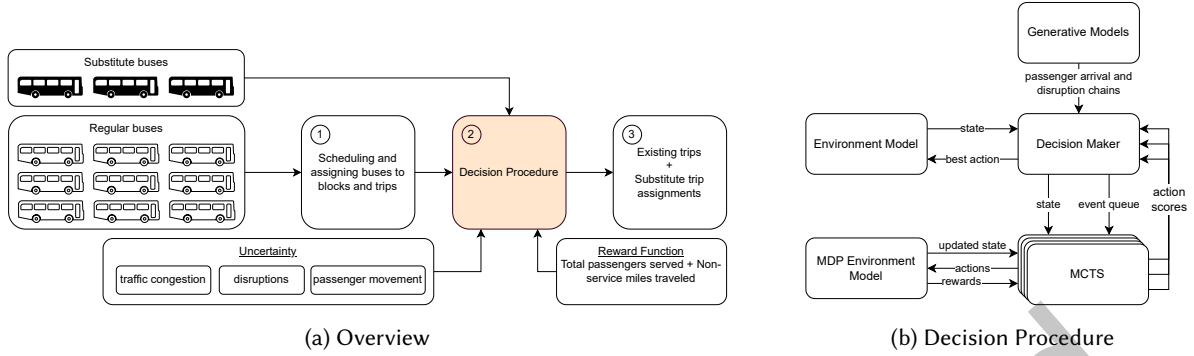 Substitute buses
Regular buses
1
Scheduling and
assigning buses to
blocks and trips
2
Decision Procedure
3
Existing trips
+
Substitute trip
assignments
Uncertainty
traffic congestion
disruptions
passenger movement
Reward Function
Total passengers served + Non-
service miles traveled
(a) Overview
Generative Models
passenger arrival and
disruption chains
Environment Model
state
best action
Decision Maker
state
event queue
action
scores
MDP Environment
Model
updated state
actions
rewards
MCTS
(b) Decision Procedure